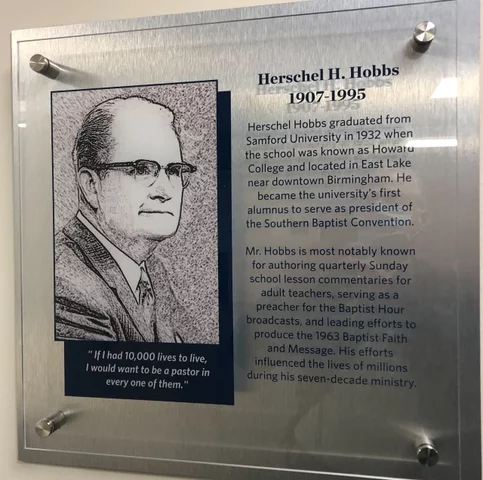 Herschel H. Hobbs
1907-1995
Herschel Hobbs graduated from
Samford University in 1932 when
the school was known as Howard
College and located in East Lake
near downtown Birmingham. He
became the university's first
alumnus to serve as president of
the Southern Baptist Convention.
Mr. Hobbs is most notably known
for authoring quarterly Sunday
school lesson commentaries for
adult teachers, serving as a
preacher for the Baptist Hour
broadcasts, and leading efforts to
produce the 1963 Baptist Faith
and Message. His efforts
influenced the lives of millions
during his seven-decade ministry.
" If I had 10,000 lives to live,
I would want to be a pastor in
every one of them."